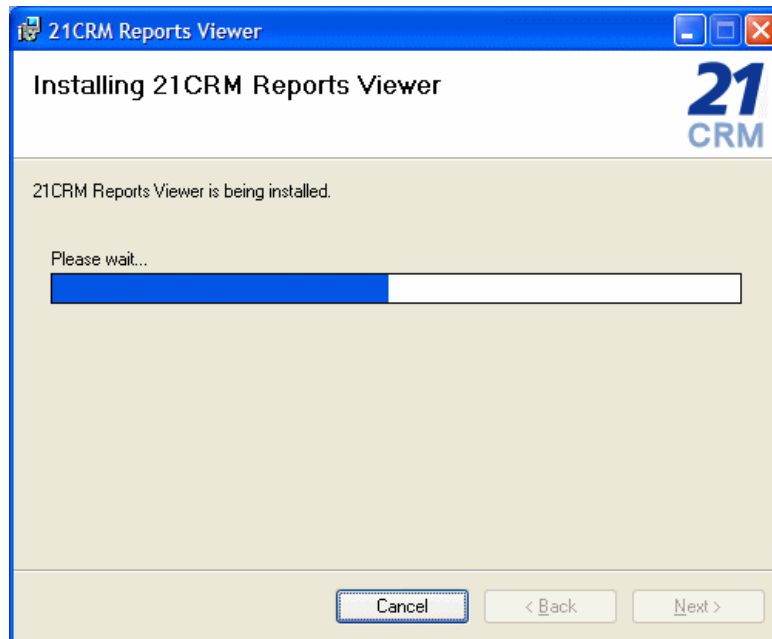 21CRM Reports Viewer
Installing 21CRM Reports Viewer
21
CRM
21CRM Reports Viewer is being installed.
Please wait...
Cancel
< Back
Next >